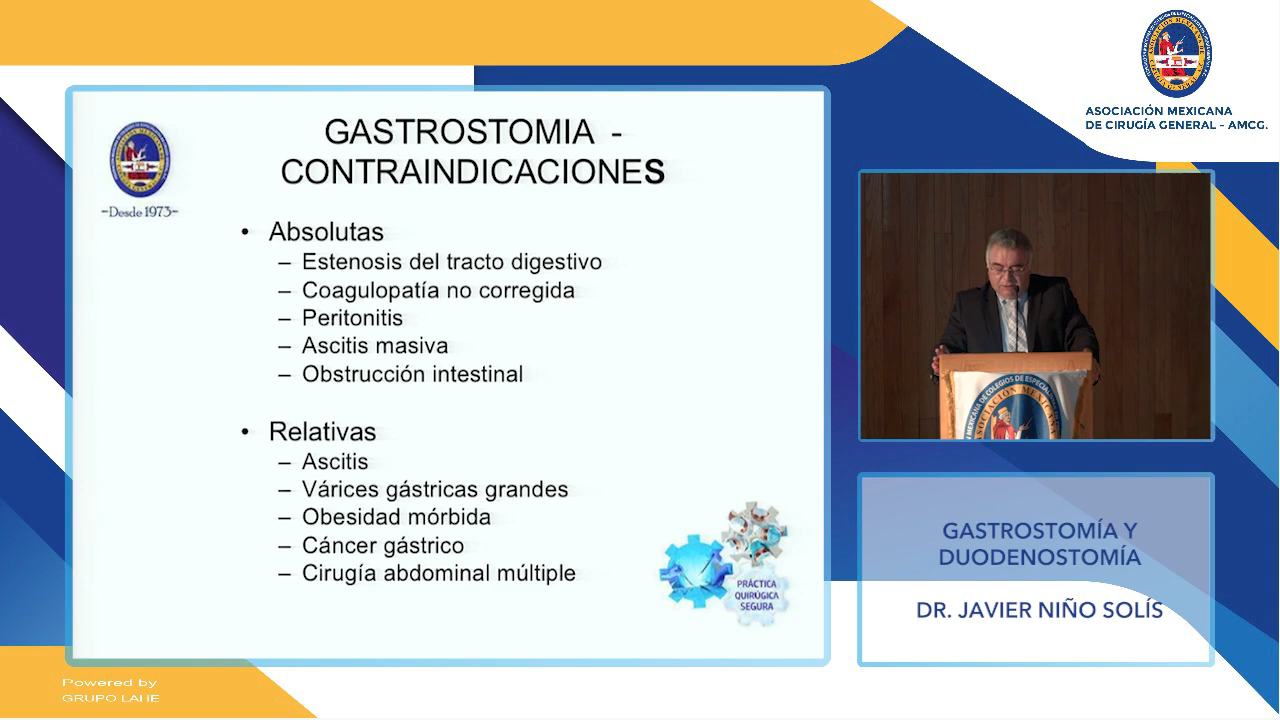 ASOCIACIÓN MEXICANA
DE CIRUGÍA GENERAL - AMCG.
-Desde 1973-
GASTROSTOMIA -
CONTRAINDICACIONES
• Absolutas
– Estenosis del tracto digestivo
– Coagulopatía no corregida
– Peritonitis
– Ascitis masiva
– Obstrucción intestinal
• Relativas
– Ascitis
– Várices gástricas grandes
– Obesidad mórbida
– Cáncer gástrico
– Cirugía abdominal múltiple
PRÁCTICA
QUIRÚGICA
SEGURA
GASTROSTOMÍA Y
DUODENOSTOMÍA
DR. JAVIER NIÑO SOLÍS
Powered by
GRUPO LAHE